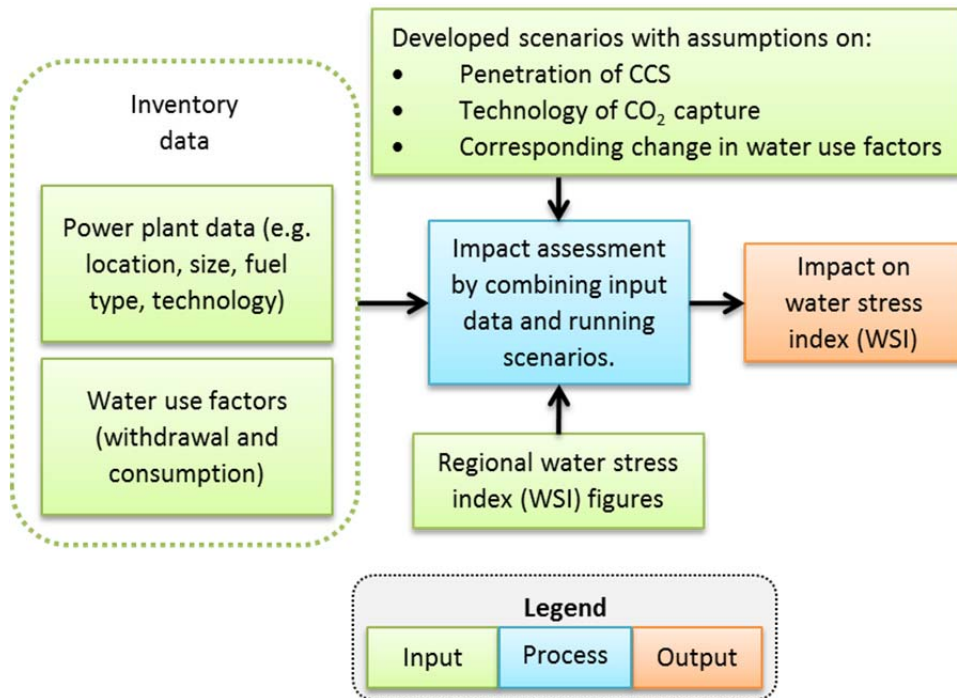 Developed scenarios with assumptions on:
• Penetration of CCS
• Technology of CO₂ capture
• Corresponding change in water use factors
Inventory
data
Power plant data (e.g.
location, size, fuel
type, technology)
Water use factors
(withdrawal and
consumption)
Impact assessment
by combining input
data and running
scenarios.
Impact on
water stress
index (WSI)
Regional water stress
index (WSI) figures
Legend
Input
Process
Output